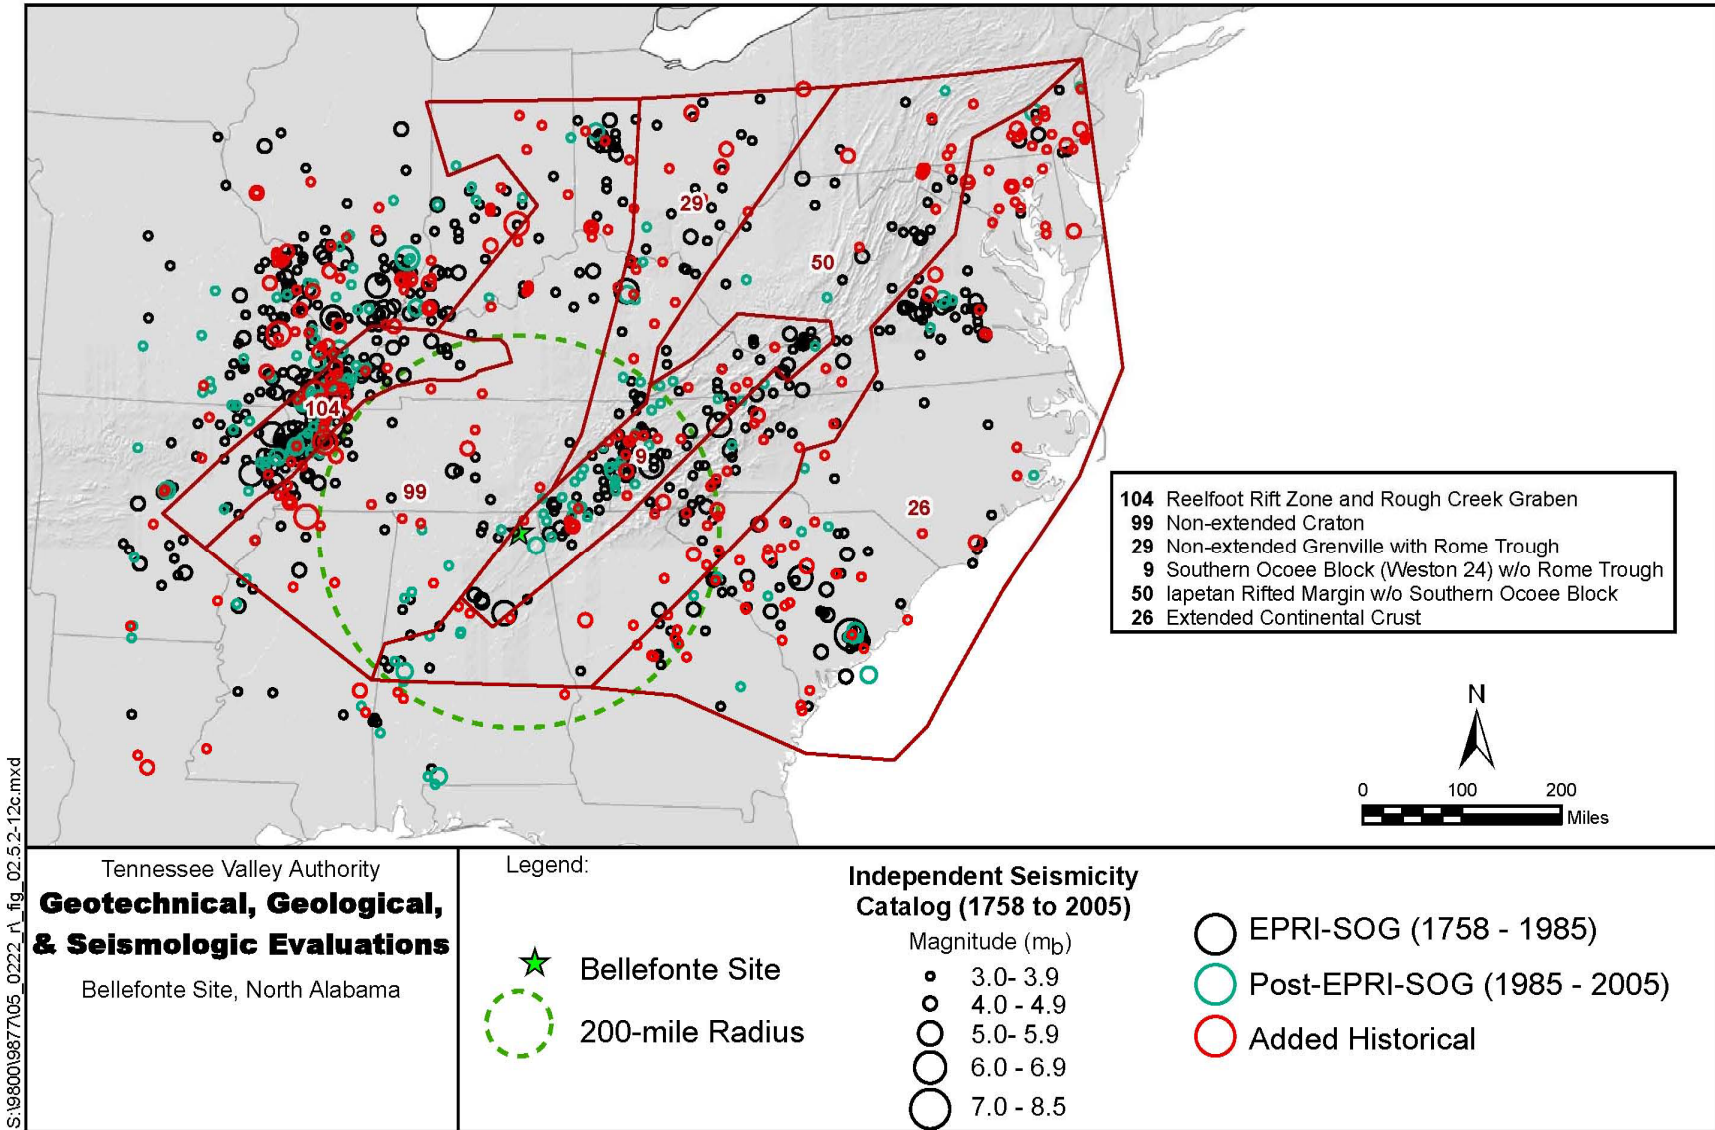 29
50
104
9
99
26
104 Reelfoot Rift Zone and Rough Creek Graben
99 Non-extended Craton
29 Non-extended Grenville with Rome Trough
9 Southern Ocoee Block (Weston 24) w/o Rome Trough
50 Iapetan Rifted Margin w/o Southern Ocoee Block
26 Extended Continental Crust
N
0 100 200
Miles
S:\9800\9877\05_02222_r\_fig_02.5.2-12c.mxd
Tennessee Valley Authority
Geotechnical, Geological,
& Seismologic Evaluations
Bellefonte Site, North Alabama
Legend:
Bellefonte Site
200-mile Radius
Independent Seismicity
Catalog (1758 to 2005)
Magnitude (mb)
3.0- 3.9
4.0 - 4.9
5.0 - 5.9
6.0 - 6.9
7.0 - 8.5
EPRI-SOG (1758 - 1985)
Post-EPRI-SOG (1985 - 2005)
Added Historical